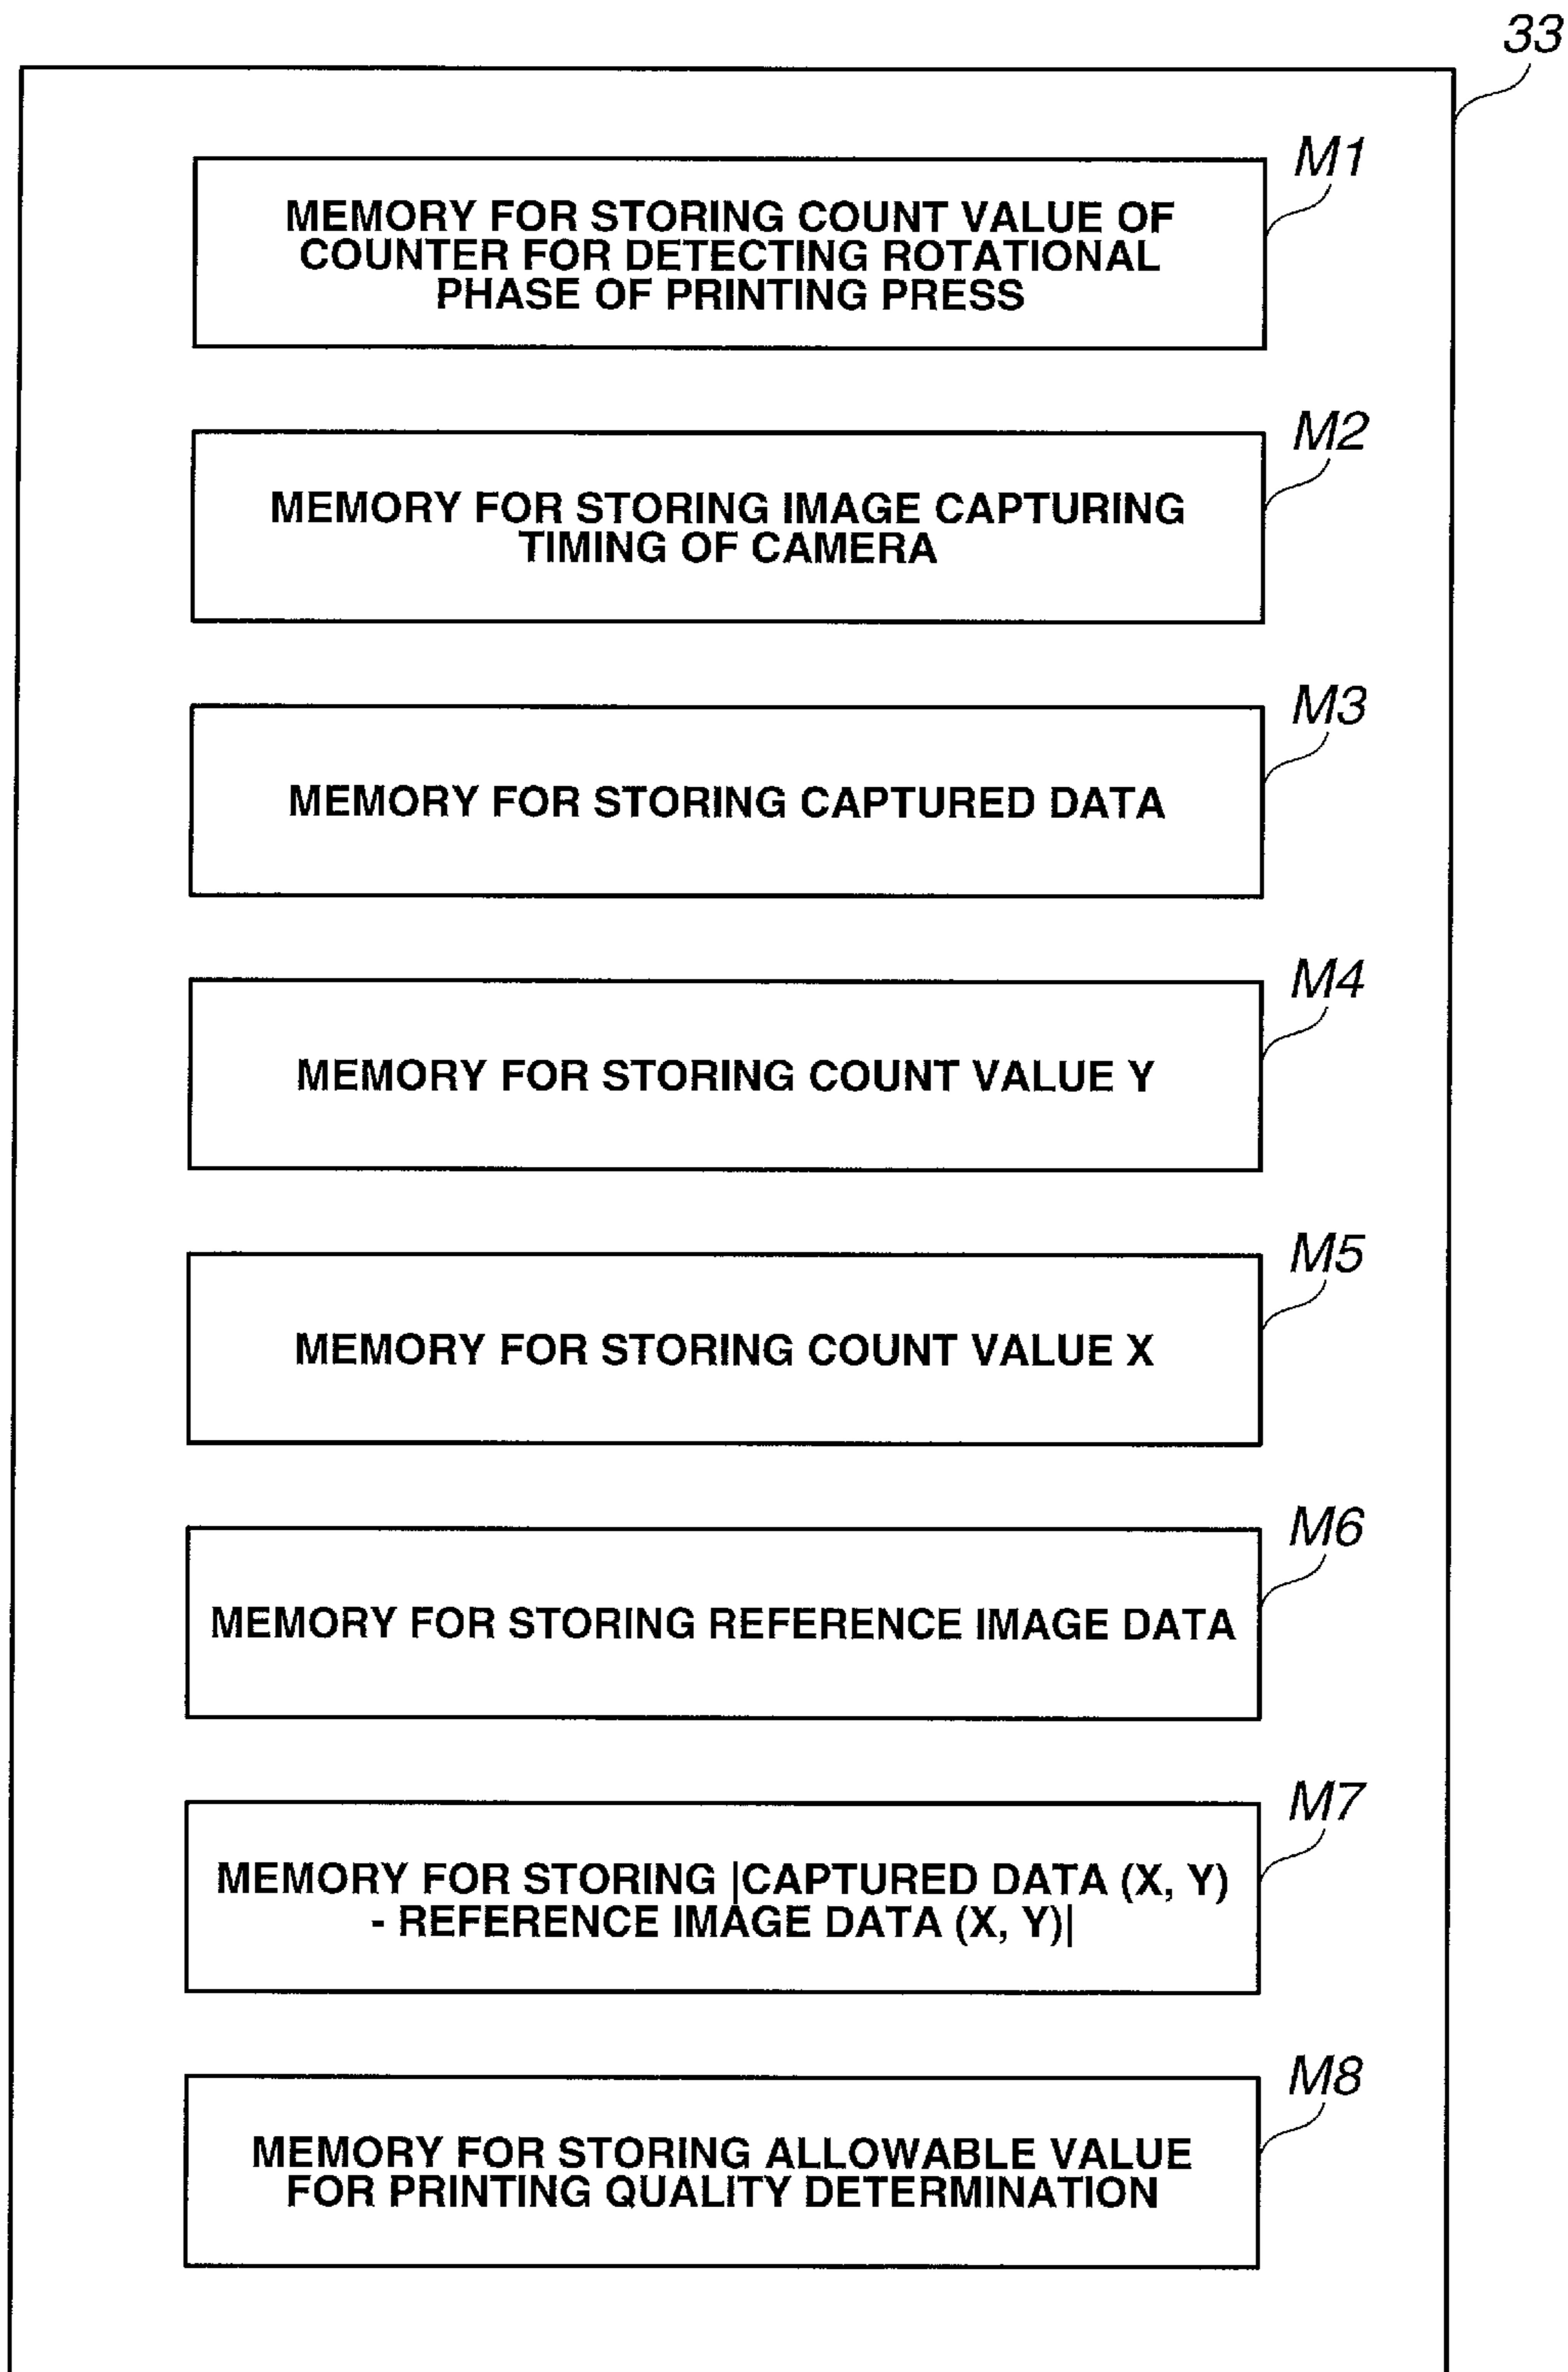 33
M1
MEMORY FOR STORING COUNT VALUE OF
COUNTER FOR DETECTING ROTATIONAL
PHASE OF PRINTING PRESS
M2
MEMORY FOR STORING IMAGE CAPTURING
TIMING OF CAMERA
M3
MEMORY FOR STORING CAPTURED DATA
M4
MEMORY FOR STORING COUNT VALUE Y
M5
MEMORY FOR STORING COUNT VALUE X
M6
MEMORY FOR STORING REFERENCE IMAGE DATA
M7
MEMORY FOR STORING |CAPTURED DATA (X, Y)
- REFERENCE IMAGE DATA (X, Y)|
M8
MEMORY FOR STORING ALLOWABLE VALUE
FOR PRINTING QUALITY DETERMINATION